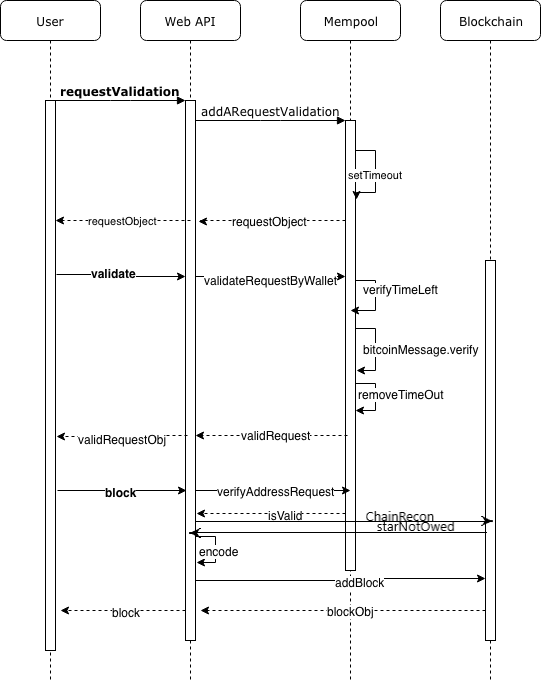 User
Web API
Mempool
Blockchain
requestValidation
addARequestValidation
setTimeout
requestObject
requestObject
validate
validateRequestByWallet
verifyTimeLeft
bitcoinMessage.verify
removeTimeOut
validRequestObj
validRequest
block
verifyAddressRequest
isValid
ChainRecon
starNotOwed
encode
addBlock
block
blockObj